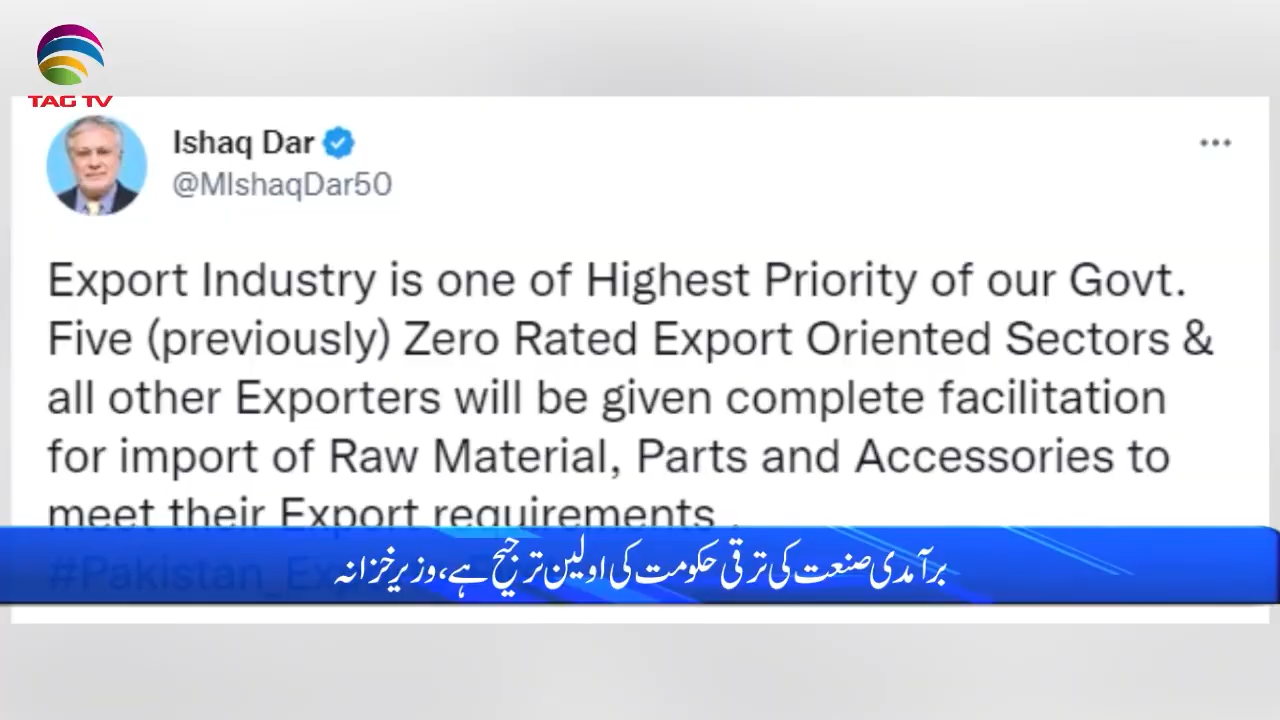 TAG TV
Ishaq Dar
@MIshaqDar50
Export Industry is one of Highest Priority of our Govt.
Five (previously) Zero Rated Export Oriented Sectors &
all other Exporters will be given complete facilitation
for import of Raw Material, Parts and Accessories to
meet their Export requirements .
#Pakistan_Ex
برآمدی صنعت کی ترقی حکومت کی اولین ترجیح ہے، وزیر خزانہ